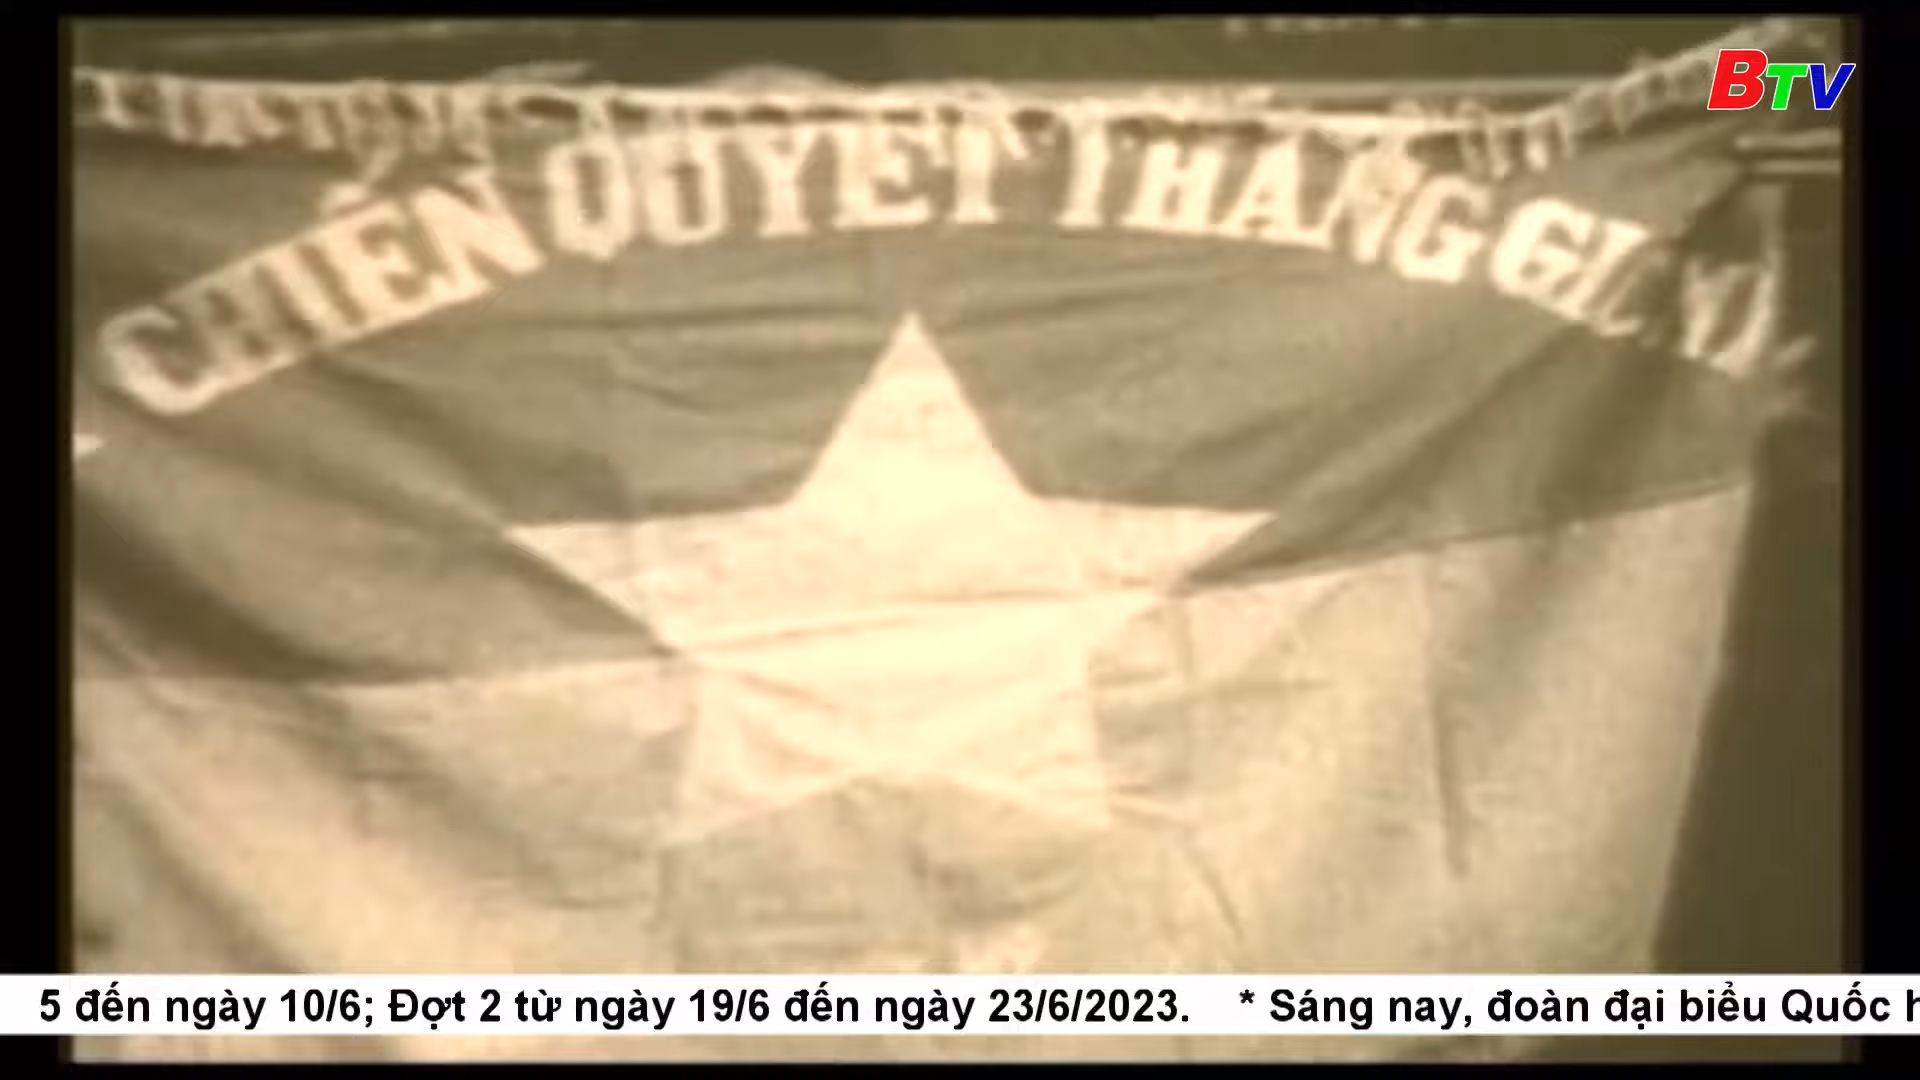 BTV
CHIẾN QUYẾT THẮNG GI
5 đến ngày 10/6; Đợt 2 từ ngày 19/6 đến ngày 23/6/2023. * Sáng nay, đoàn đại biểu Quốc h